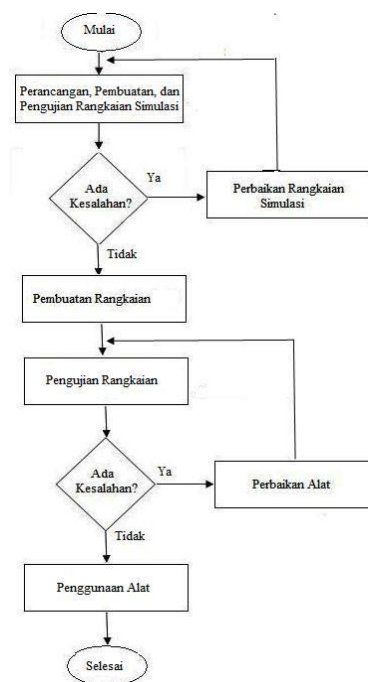 Mulai
Perancangan, Pembuatan, dan
Pengujian Rangkaian Simulasi
Ada
Kesalahan?
Ya
Perbaikan Rangkaian
Simulasi
Tidak
Pembuatan Rangkaian
Pengujian Rangkaian
Ada
Kesalahan?
Ya
Perbaikan Alat
Tidak
Penggunaan Alat
Selesai